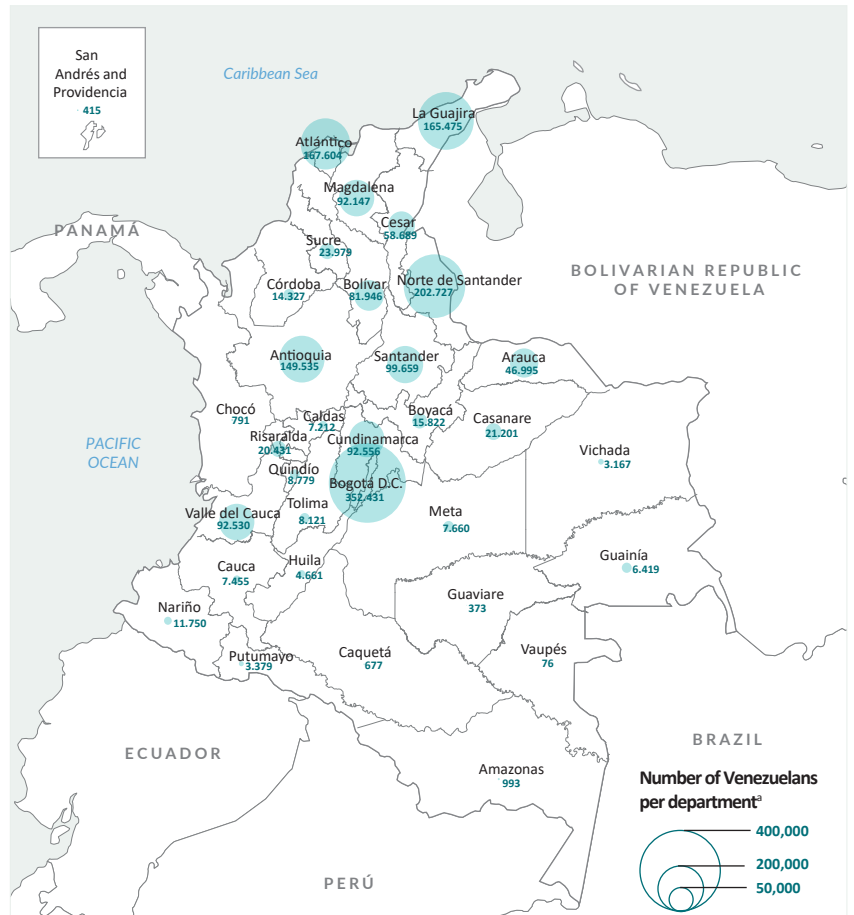 San
Andrés and
Providencia
415
Caribbean Sea
La Guajira
165.475
Atlántico
167.604
Magdalena
92.147
Cesar
58.689
PANAMÁ
Sucre
23.979
BOLIVARIAN REPUBLIC
OF VENEZUELA
Córdoba
14.327
Bolívar
81.946
Norte de Santander
202.727
Antioquia
149.535
Santander
99.659
Arauca
46.995
Chocó
791
Caldas
7.212
Boyacá
15.822
Casanare
21.201
PACIFIC
OCEAN
Risaralda
20.431
Cundinamarca
92.556
Vichada
3.167
Quíndío
8.779
Bogotá D.C.
352.431
Valle del Cauca
92.530
Tolima
8.121
Meta
7.660
Cauca
7.455
Huila
4.661
Guainía
6.419
Nariño
11.750
Guaviare
373
Putumayo
3.379
Caquetá
677
Vaupés
76
ECUADOR
BRAZIL
Amazonas
993
PERÚ
Number of Venezuelans
per departmentᵃ
400,000
200,000
50,000